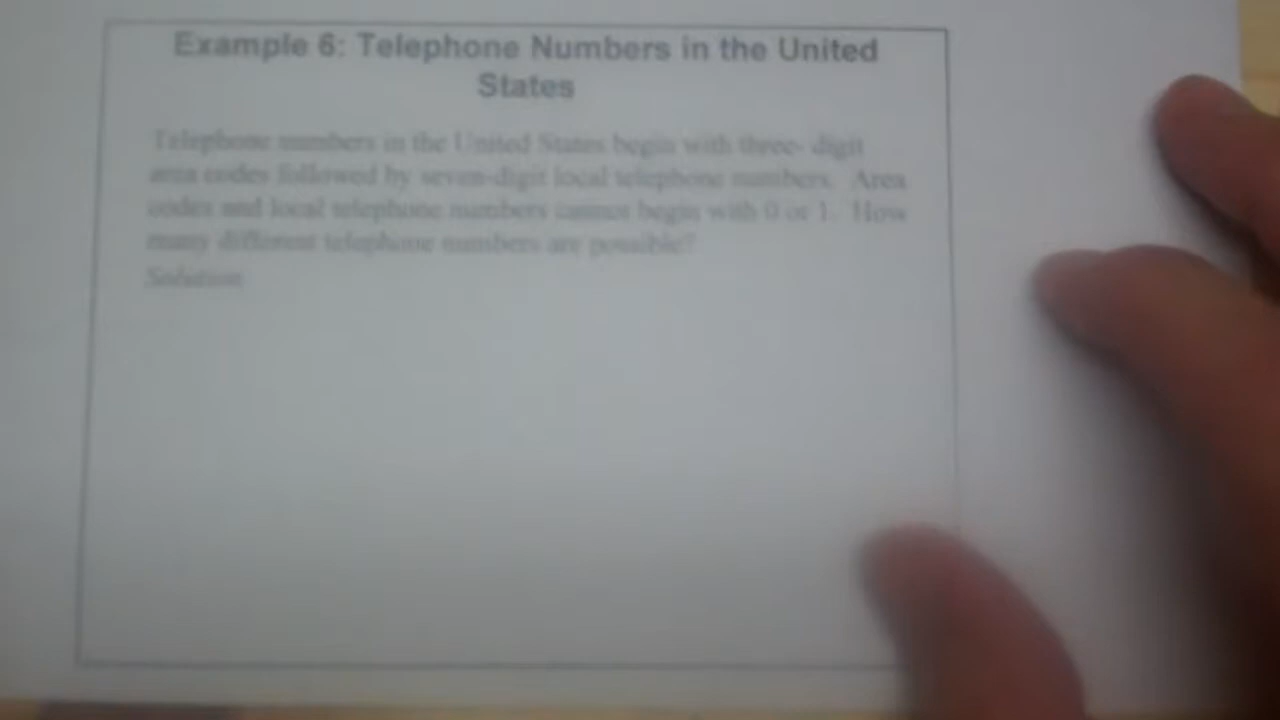 Example 6: Telephone Numbers in the United
States
Telephone numbers in the United States begin with three- digit
area codes followed by seven-digit local telephone numbers. Area
codes and local telephone numbers cannot begin with 0 or 1. How
many different telephone numbers are possible?
Solution